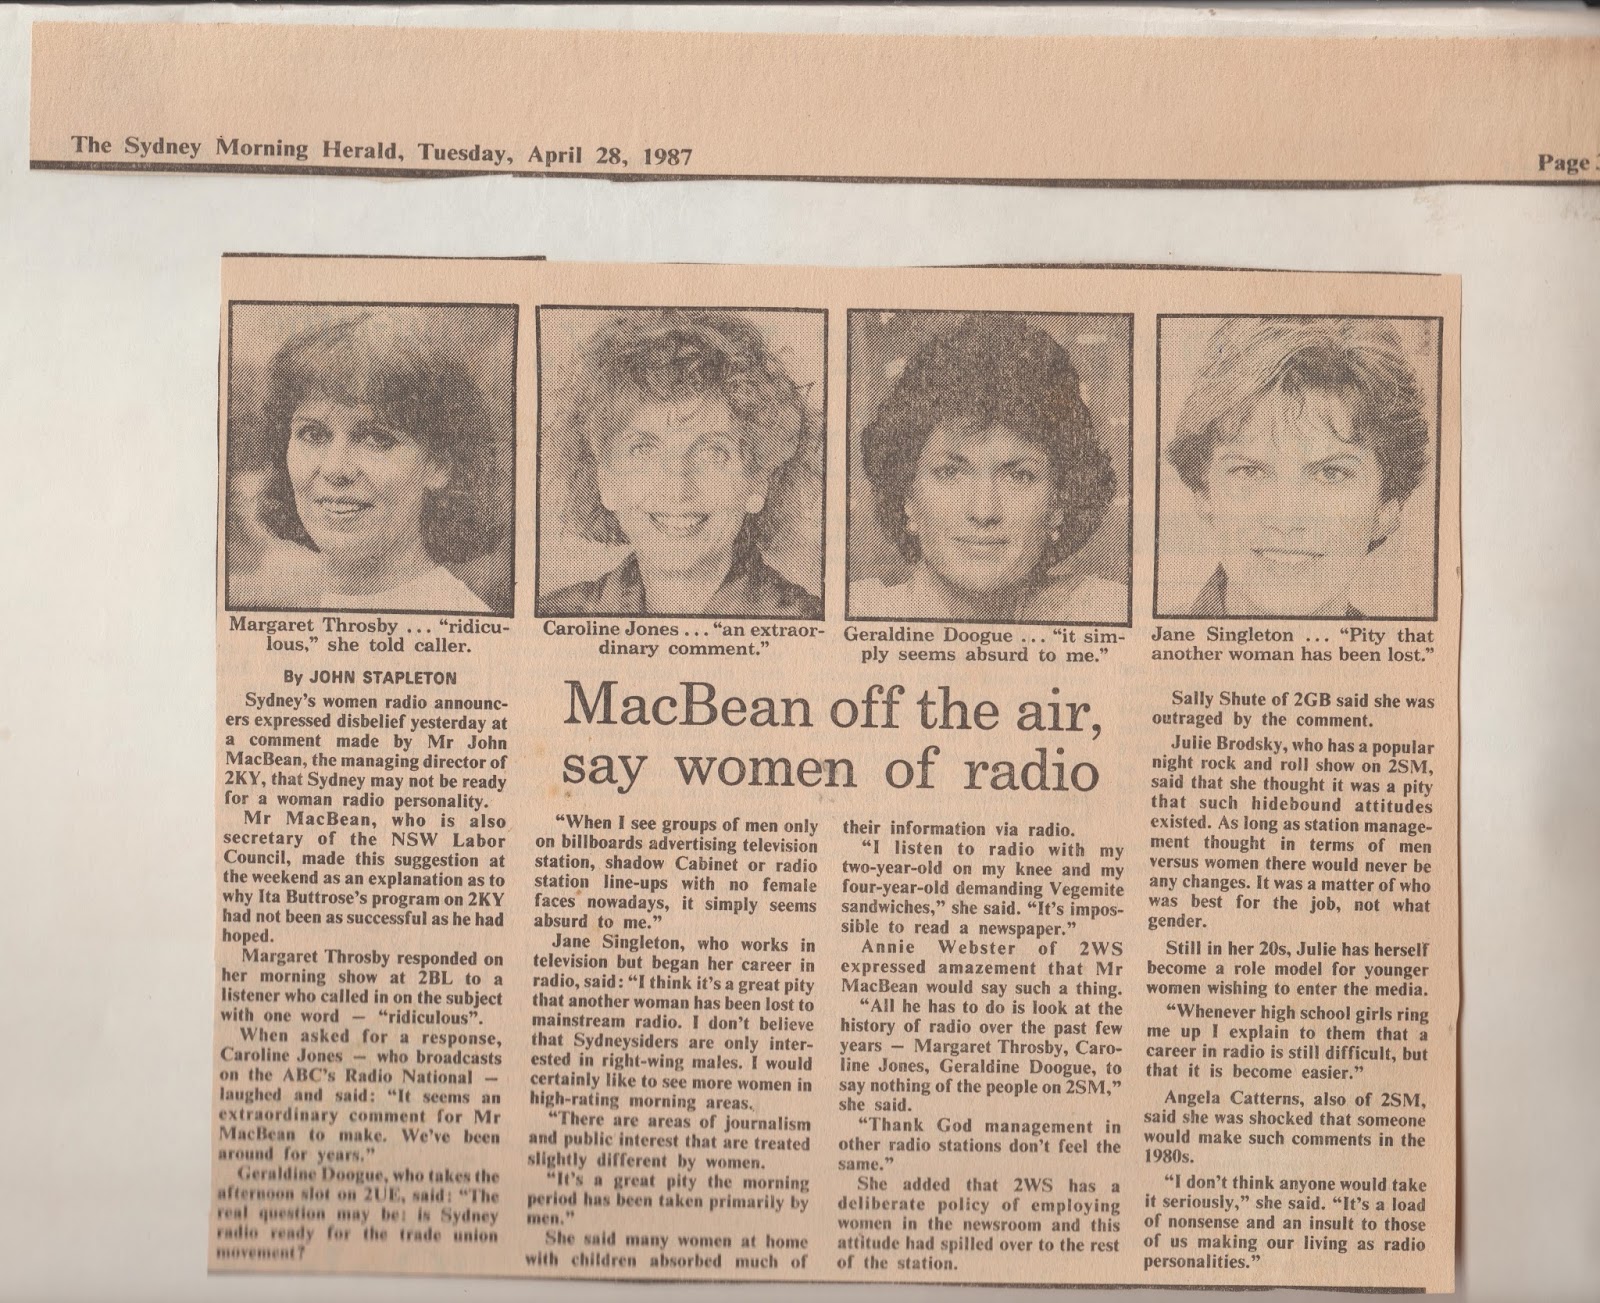 The Sydney Morning Herald, Tuesday, April 28, 1987
Page
Margaret Throsby ... “ridicu-
lous,” she told caller.
Caroline Jones ... “an extraor-
dinary comment.”
Geraldine Doogue ... “it sim-
ply seems absurd to me.”
Jane Singleton ... “Pity that
another woman has been lost.”
MacBean off the air,
say women of radio
By JOHN STAPLETON
Sydney’s women radio announc-
ers expressed disbelief yesterday at
a comment made by Mr John
MacBean, the managing director of
2KY, that Sydney may not be ready
for a woman radio personality.
Mr MacBean, who is also
secretary of the NSW Labor
Council, made this suggestion at
the weekend as an explanation as to
why Ita Buttrose’s program on 2KY
had not been as successful as he had
hoped.
Margaret Throsby responded on
her morning show at 2BL to a
listener who called in on the subject
with one word — “ridiculous”.
When asked for a response,
Caroline Jones — who broadcasts
on the ABC’s Radio National —
laughed and said: “It seems an
extraordinary comment for Mr
MacBean to make. We’ve been
around for years.”
Geraldine Doogue, who takes the
afternoon slot on 2UE, said: “The
real question may be: is Sydney
radio ready for the trade union
movement?
“When I see groups of men only
on billboards advertising television
station, shadow Cabinet or radio
station line-ups with no female
faces nowadays, it simply seems
absurd to me.”
Jane Singleton, who works in
television but began her career in
radio, said: “I think it’s a great pity
that another woman has been lost to
mainstream radio. I don’t believe
that Sydneysiders are only inter-
ested in right-wing males. I would
certainly like to see more women in
high-rating morning areas.
“There are areas of journalism
and public interest that are treated
slightly different by women.
“It’s a great pity the morning
period has been taken primarily by
men.”
She said many women at home
with children absorbed much of
their information via radio.
“I listen to radio with my
two-year-old on my knee and my
four-year-old demanding Vegemite
sandwiches,” she said. “It’s impos-
sible to read a newspaper.”
Annie Webster of 2WS
expressed amazement that Mr
MacBean would say such a thing.
“All he has to do is look at the
history of radio over the past few
years — Margaret Throsby, Caro-
line Jones, Geraldine Doogue, to
say nothing of the people on 2SM,”
she said.
“Thank God management in
other radio stations don’t feel the
same.”
She added that 2WS has a
deliberate policy of employing
women in the newsroom and this
attitude had spilled over to the rest
of the station.
Sally Shute of 2GB said she was
outraged by the comment.
Julie Brodsky, who has a popular
night rock and roll show on 2SM,
said that she thought it was a pity
that such hidebound attitudes
existed. As long as station manage-
ment thought in terms of men
versus women there would never be
any changes. It was a matter of who
was best for the job, not what
gender.
Still in her 20s, Julie has herself
become a role model for younger
women wishing to enter the media.
“Whenever high school girls ring
me up I explain to them that a
career in radio is still difficult, but
that it is become easier.”
Angela Catterns, also of 2SM,
said she was shocked that someone
would make such comments in the
1980s.
“I don’t think anyone would take
it seriously,” she said. “It’s a load
of nonsense and an insult to those
of us making our living as radio
personalities.”